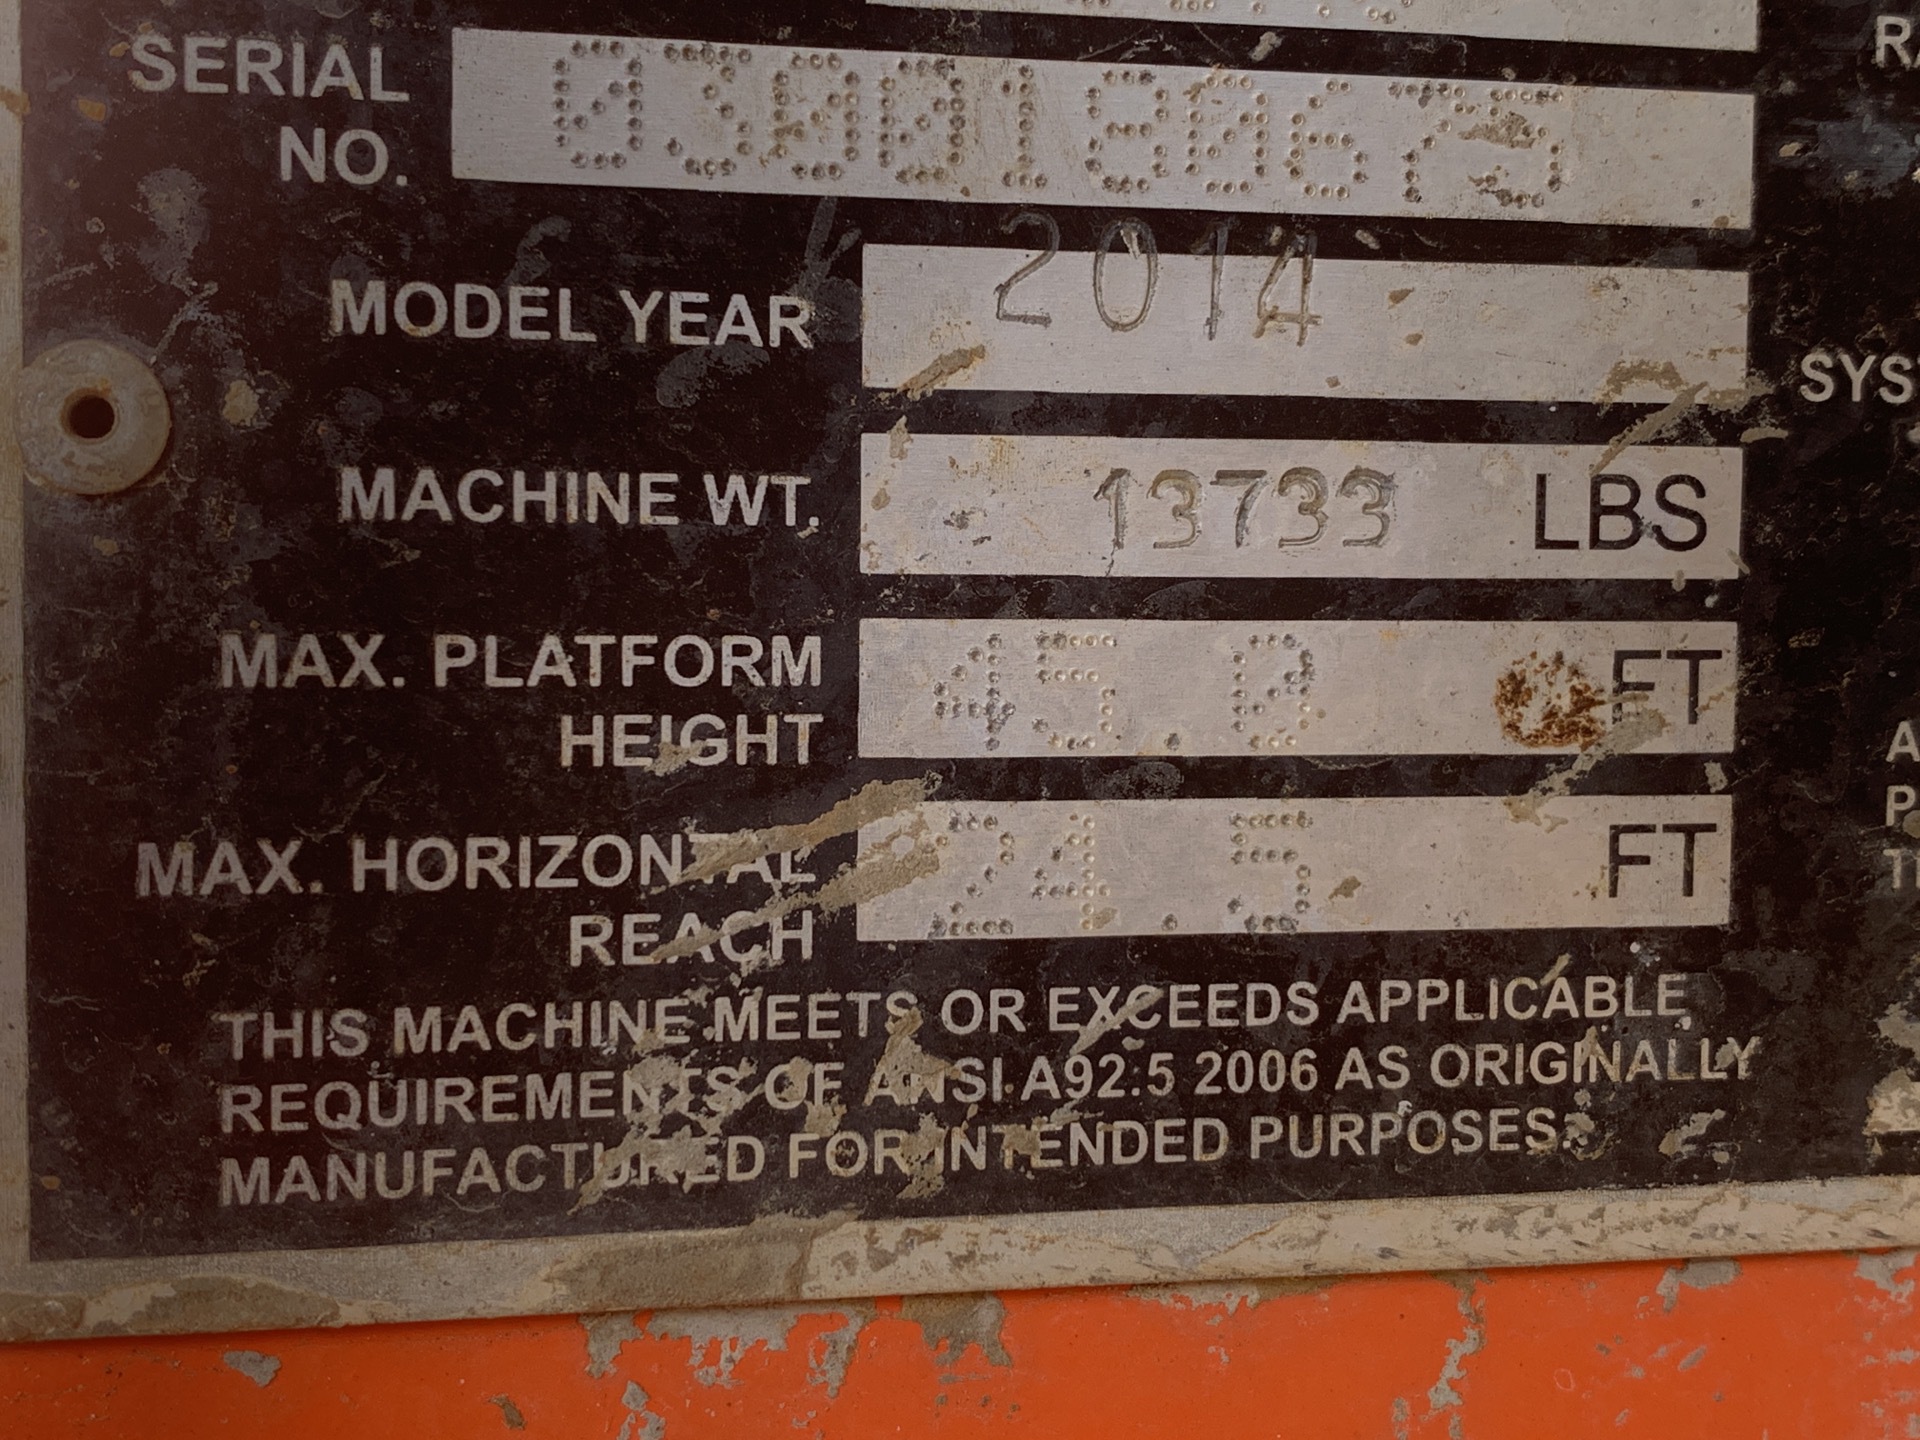 SERIAL 0300180675
NO.
MODEL YEAR 2014
MACHINE WT. 13733 LBS
MAX. PLATFORM 45.0 FT
HEIGHT
MAX. HORIZONTAL 24.5 FT
REACH
THIS MACHINE MEETS OR EXCEEDS APPLICABLE
REQUIREMENTS OF ANSI A92.5 2006 AS ORIGINALLY
MANUFACTURED FOR INTENDED PURPOSES.